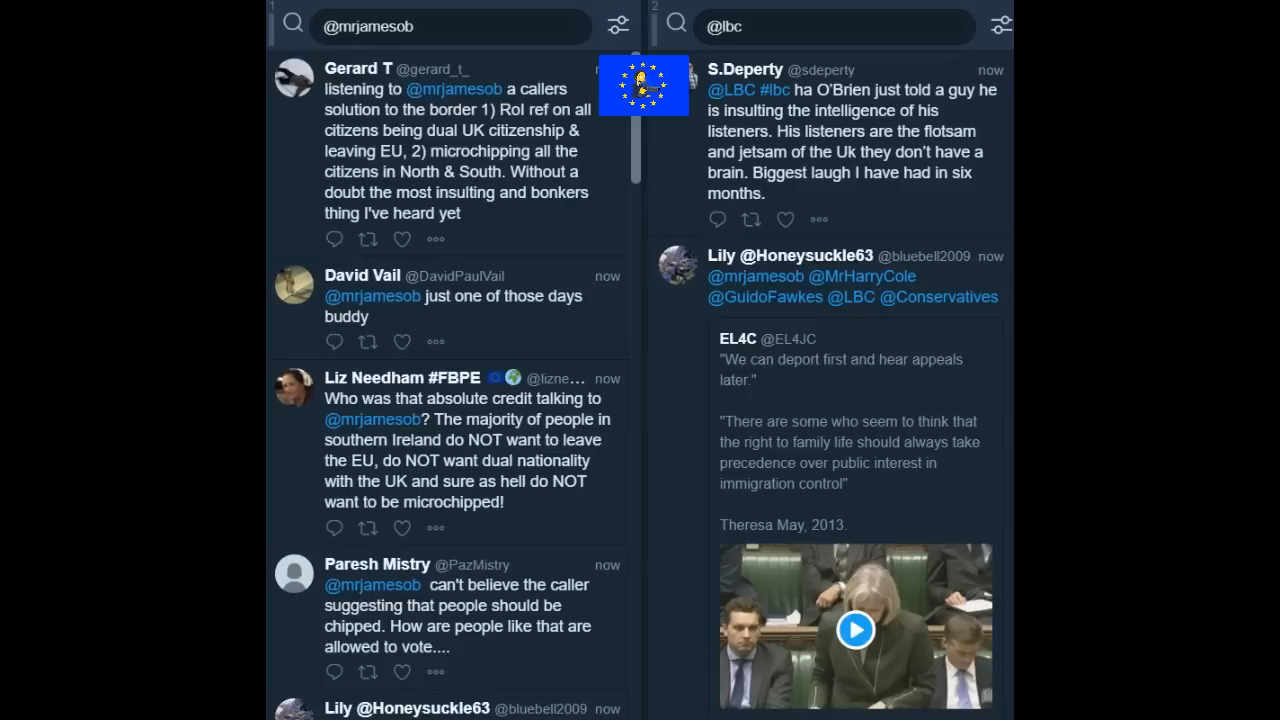 1
@mrjamesob
Gerard T @gerard_t_
listening to @mrjamesob a callers
solution to the border 1) RoI ref on all
citizens being dual UK citizenship &
leaving EU, 2) microchipping all the
citizens in North & South. Without a
doubt the most insulting and bonkers
thing I've heard yet
David Vail @DavidPaulVail now
@mrjamesob just one of those days
buddy
Liz Needham #FBPE @lizne... now
Who was that absolute credit talking to
@mrjamesob? The majority of people in
southern Ireland do NOT want to leave
the EU, do NOT want dual nationality
with the UK and sure as hell do NOT
want to be microchipped!
Paresh Mistry @PazMistry now
@mrjamesob can't believe the caller
suggesting that people should be
chipped. How are people like that are
allowed to vote....
Lily @Honeysuckle63 @bluebell2009 now
2
@lbc
S.Deperty @sdeperty now
@LBC #lbc ha O'Brien just told a guy he
is insulting the intelligence of his
listeners. His listeners are the flotsam
and jetsam of the Uk they don't have a
brain. Biggest laugh I have had in six
months.
Lily @Honeysuckle63 @bluebell2009 now
@mrjamesob @MrHarryCole
@GuidoFawkes @LBC @Conservatives
EL4C @EL4JC
"We can deport first and hear appeals
later."
"There are some who seem to think that
the right to family life should always take
precedence over public interest in
immigration control"
Theresa May, 2013.